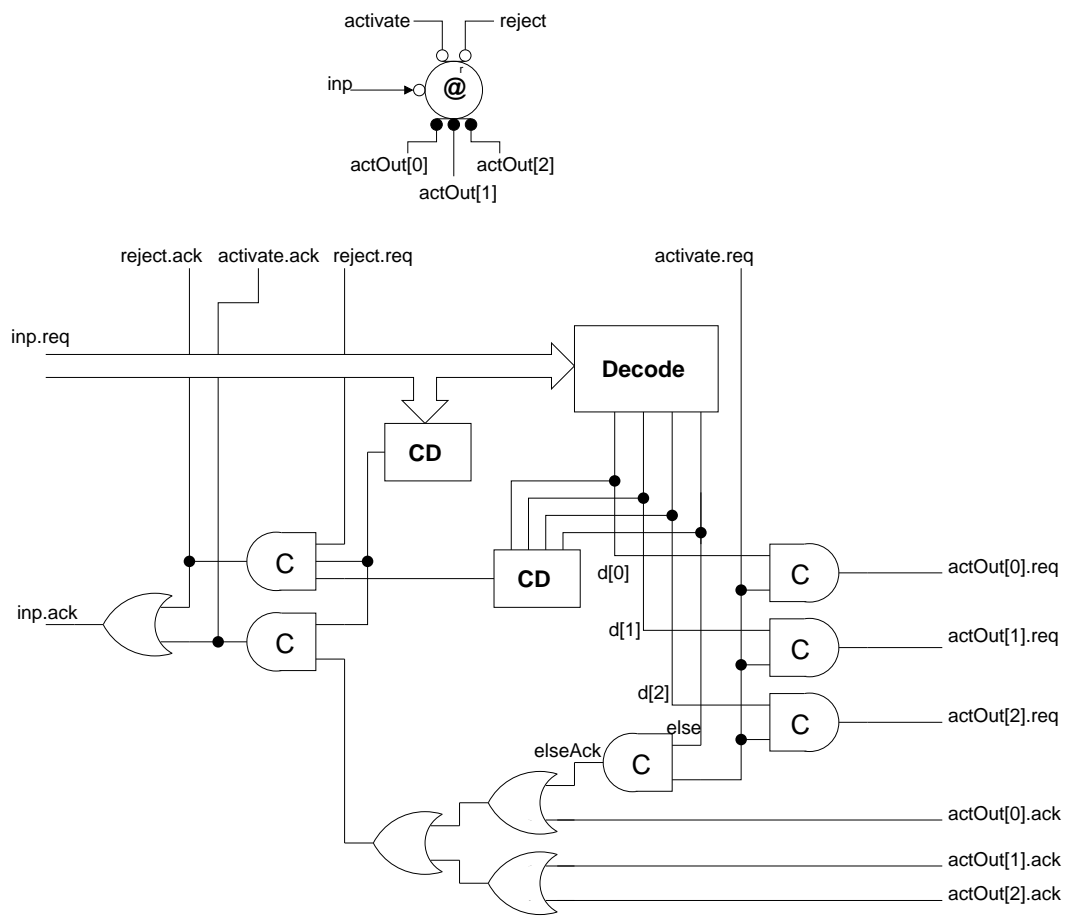 activate reject
r
inp @
actOut[0] actOut[2]
actOut[1]
reject.ack activate.ack reject.req activate.req
inp.req
Decode
CD
C
CD
d[0]
C
actOut[0].req
inp.ack
C
d[1]
C
actOut[1].req
d[2]
C
actOut[2].req
else
elseAck
C
actOut[0].ack
actOut[1].ack
actOut[2].ack